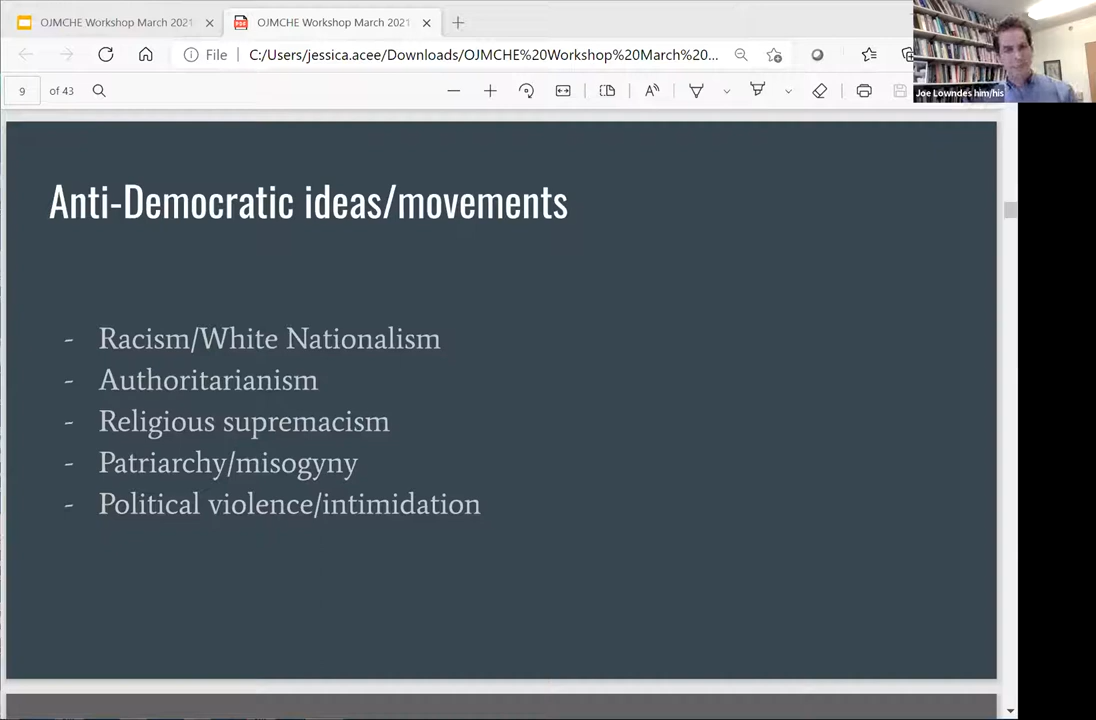 OJMCHE Workshop March 2021
OJMCHE Workshop March 2021
File
C:/Users/jessica.acee/Downloads/OJMCHE%20Workshop%20March%20...
9
of 43
Joe Lowndes him/his
Anti-Democratic ideas/movements
- Racism/White Nationalism
- Authoritarianism
- Religious supremacism
- Patriarchy/misogyny
- Political violence/intimidation